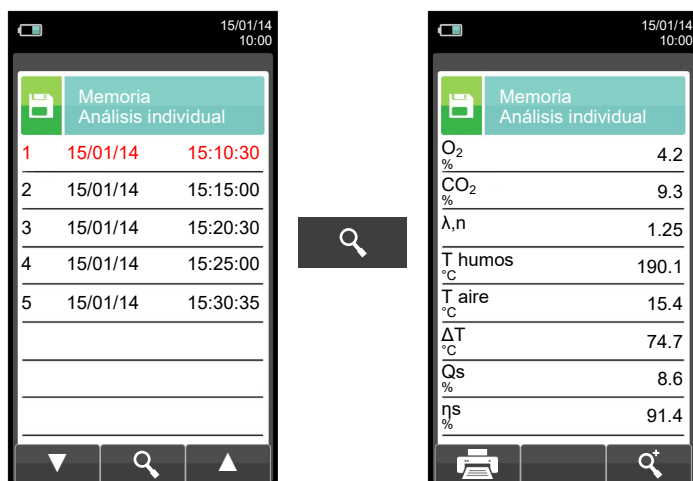 15/01/14
10:00
Memoria
Análisis individual
1 15/01/14 15:10:30
2 15/01/14 15:15:00
3 15/01/14 15:20:30
4 15/01/14 15:25:00
5 15/01/14 15:30:35
15/01/14
10:00
Memoria
Análisis individual
O₂ % 4.2
CO₂ % 9.3
λ,n 1.25
T humos °C 190.1
T aire °C 15.4
ΔT °C 74.7
Qs % 8.6
ηs % 91.4